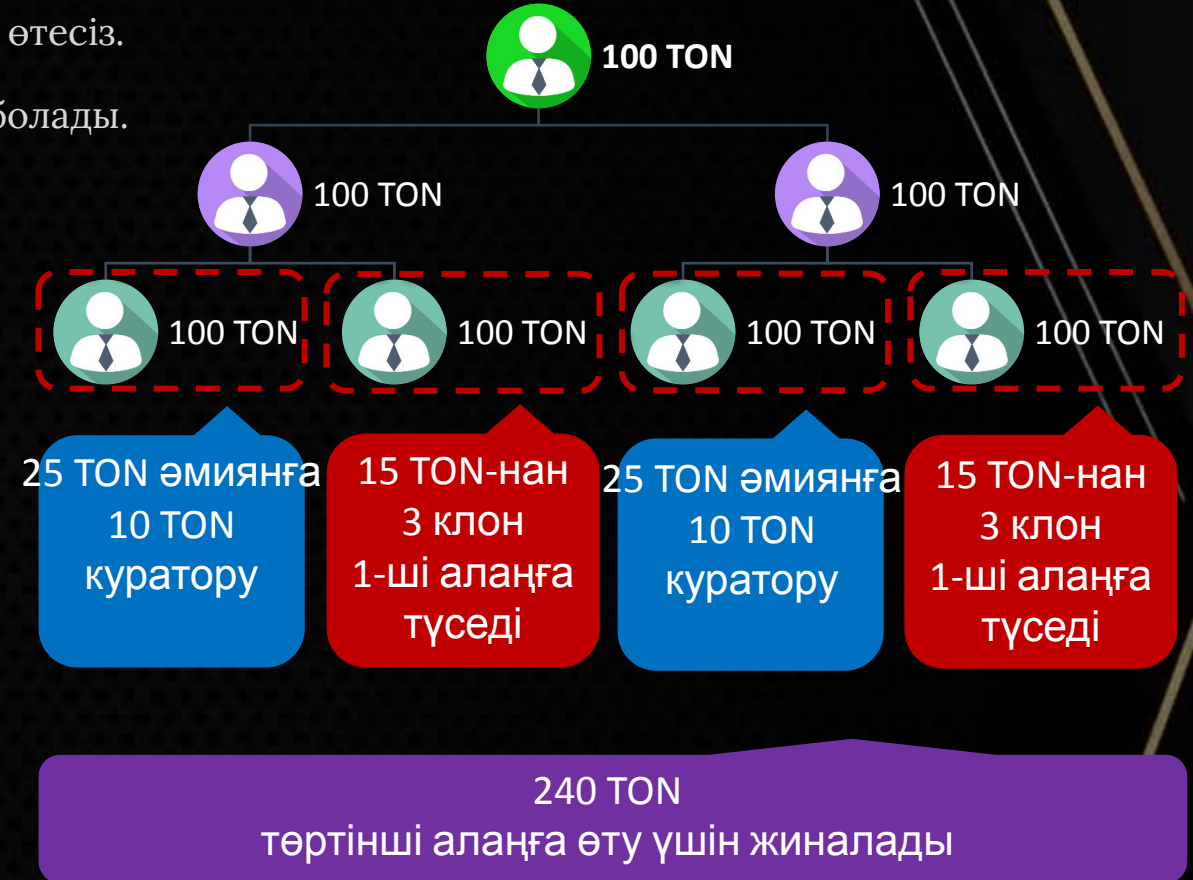 өтесіз.
болады.
100 TON
100 TON
100 TON
100 TON
100 TON
100 TON
100 TON
25 TON әмиянға
10 TON
куратору
15 TON-нан
3 клон
1-ші алаңға
түседі
25 TON әмиянға
10 TON
куратору
15 TON-нан
3 клон
1-ші алаңға
түседі
240 TON
төртінші алаңға өту үшін жиналады